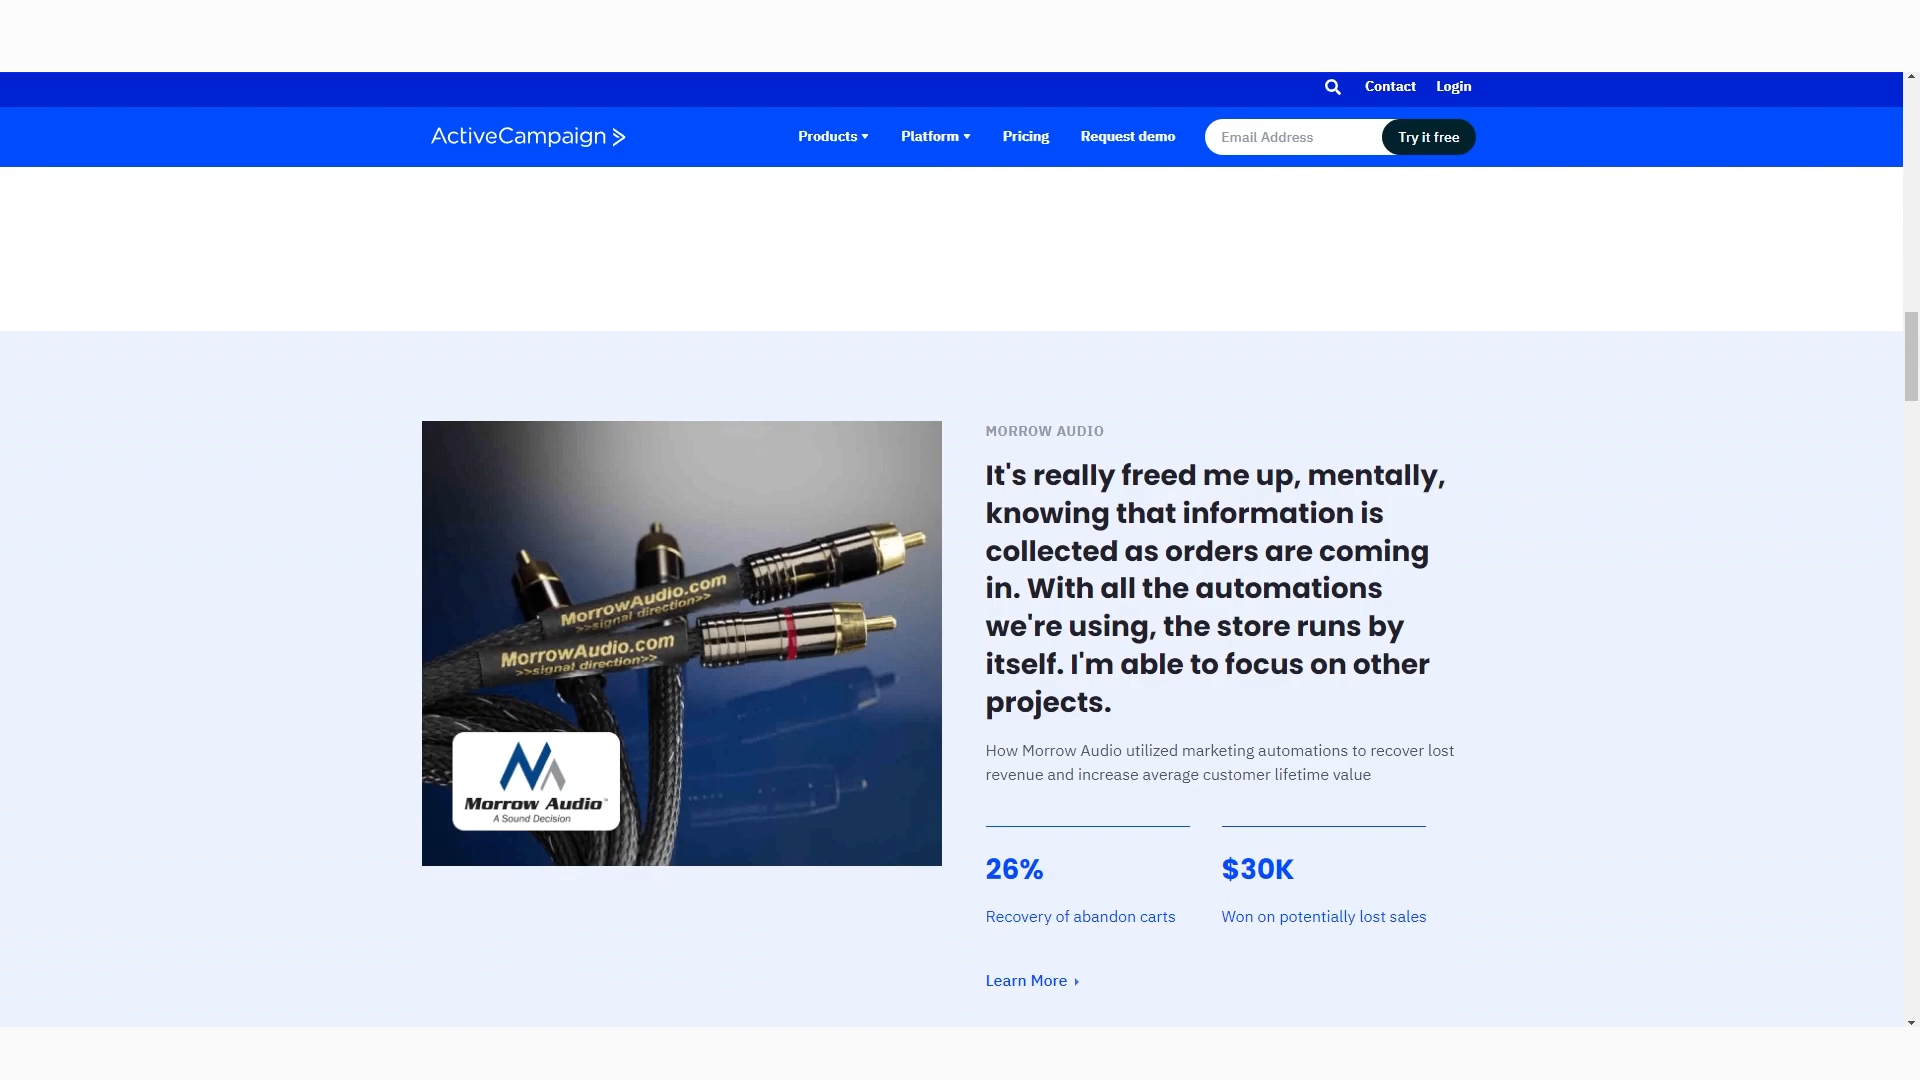 Contact Login
ActiveCampaign
Products Platform Pricing Request demo Email Address Try it free
MORROW AUDIO
It's really freed me up, mentally,
knowing that information is
collected as orders are coming
in. With all the automations
we're using, the store runs by
itself. I'm able to focus on other
projects.
How Morrow Audio utilized marketing automations to recover lost
revenue and increase average customer lifetime value
26%
Recovery of abandon carts
$30K
Won on potentially lost sales
Learn More
MorrowAudio.com
>>signal direction>>
MorrowAudio.com
>>signal direction>>
Morrow Audio™
A Sound Decision